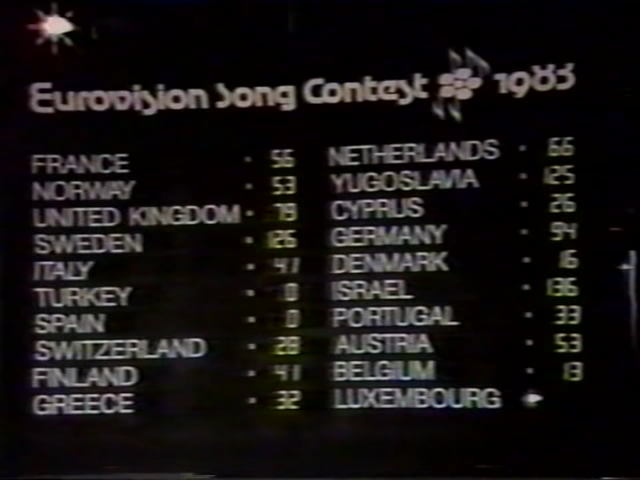 Eurovision Song Contest 1983
FRANCE · 56
NORWAY · 53
UNITED KINGDOM · 79
SWEDEN · 126
ITALY · 41
TURKEY · 0
SPAIN · 0
SWITZERLAND · 28
FINLAND · 41
GREECE · 32
NETHERLANDS · 66
YUGOSLAVIA · 125
CYPRUS · 26
GERMANY · 94
DENMARK · 16
ISRAEL · 136
PORTUGAL · 33
AUSTRIA · 53
BELGIUM · 13
LUXEMBOURG